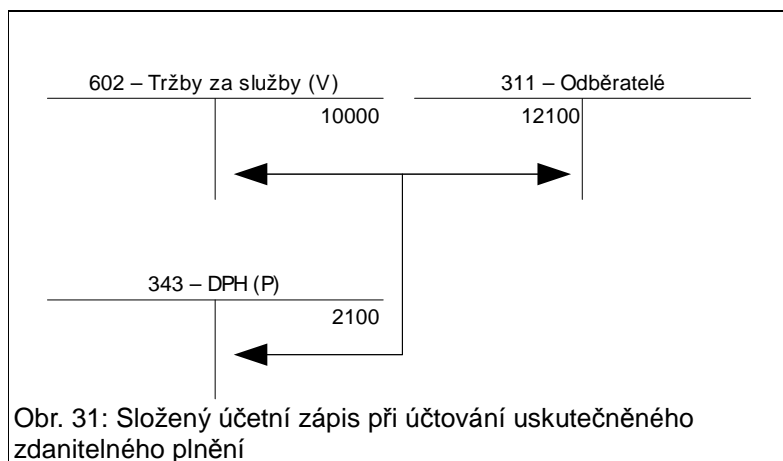 602 – Tržby za služby (V)
311 – Odběratelé
10000
12100
343 – DPH (P)
2100
Obr. 31: Složený účetní zápis při účtování uskutečněného
zdanitelného plnění